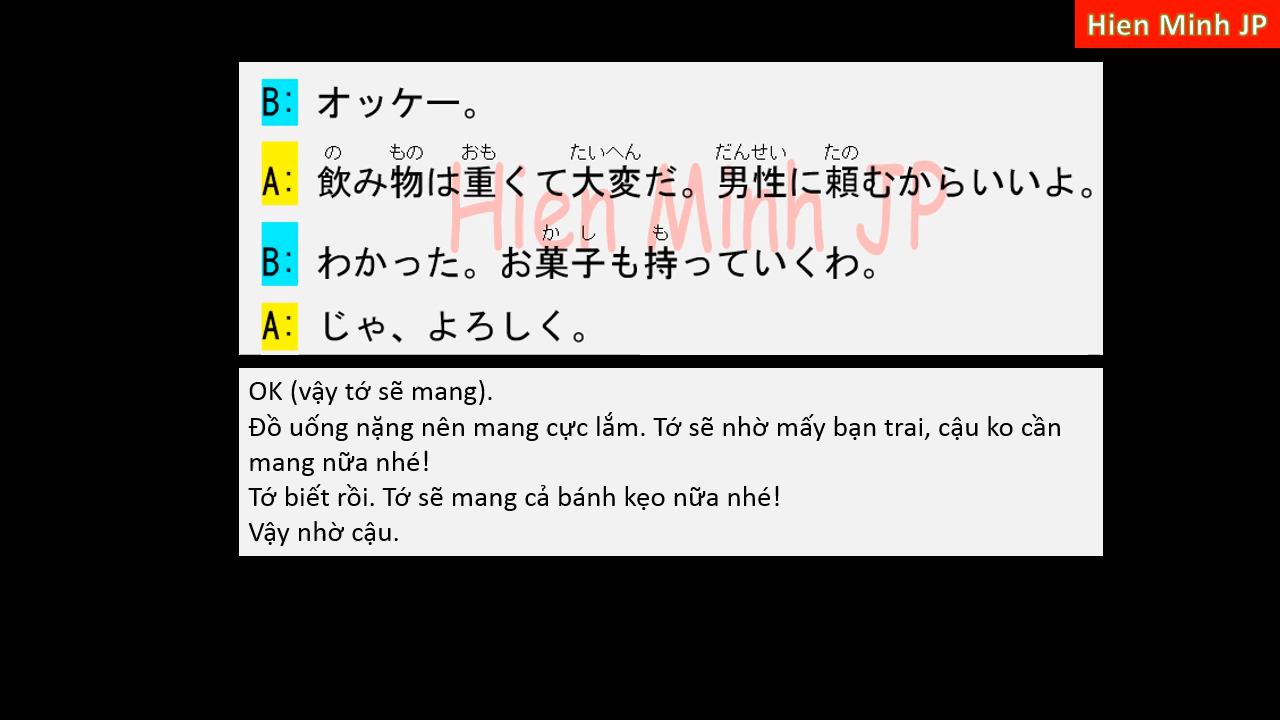 Hien Minh JP
B: オッケー。
の もの おも たいへん だんせい たの
A: 飲み物は重くて大変だ。男性に頼むからいいよ。
か し も
B: わかった。お菓子も持っていくわ。
A: じゃ、よろしく。
Hien Minh JP
OK (vậy tớ sẽ mang).
Đồ uống nặng nên mang cực lắm. Tớ sẽ nhờ mấy bạn trai, cậu ko cần
mang nữa nhé!
Tớ biết rồi. Tớ sẽ mang cả bánh kẹo nữa nhé!
Vậy nhờ cậu.